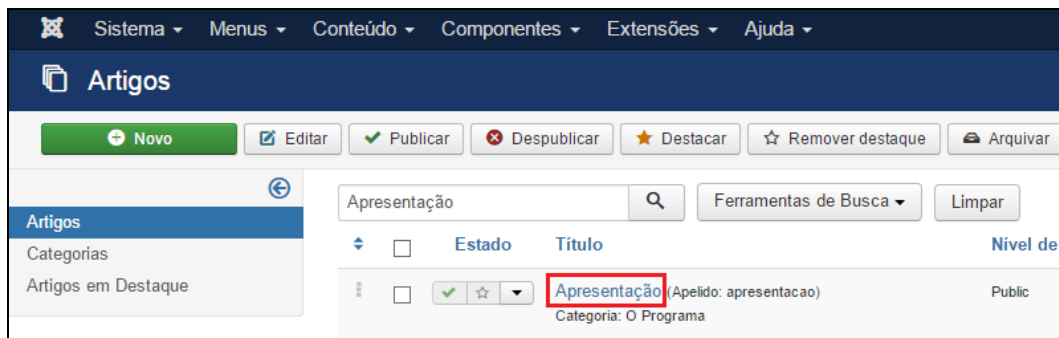 Sistema Menus Conteúdo Componentes Extensões Ajuda
Artigos
Novo Editar Publicar Despublicar Destacar Remover destaque Arquivar
Apresentação Ferramentas de Busca Limpar
Artigos
Categorias
Artigos em Destaque
Estado Título Nível de
Apresentação (Apelido: apresentacao) Public
Categoria: O Programa